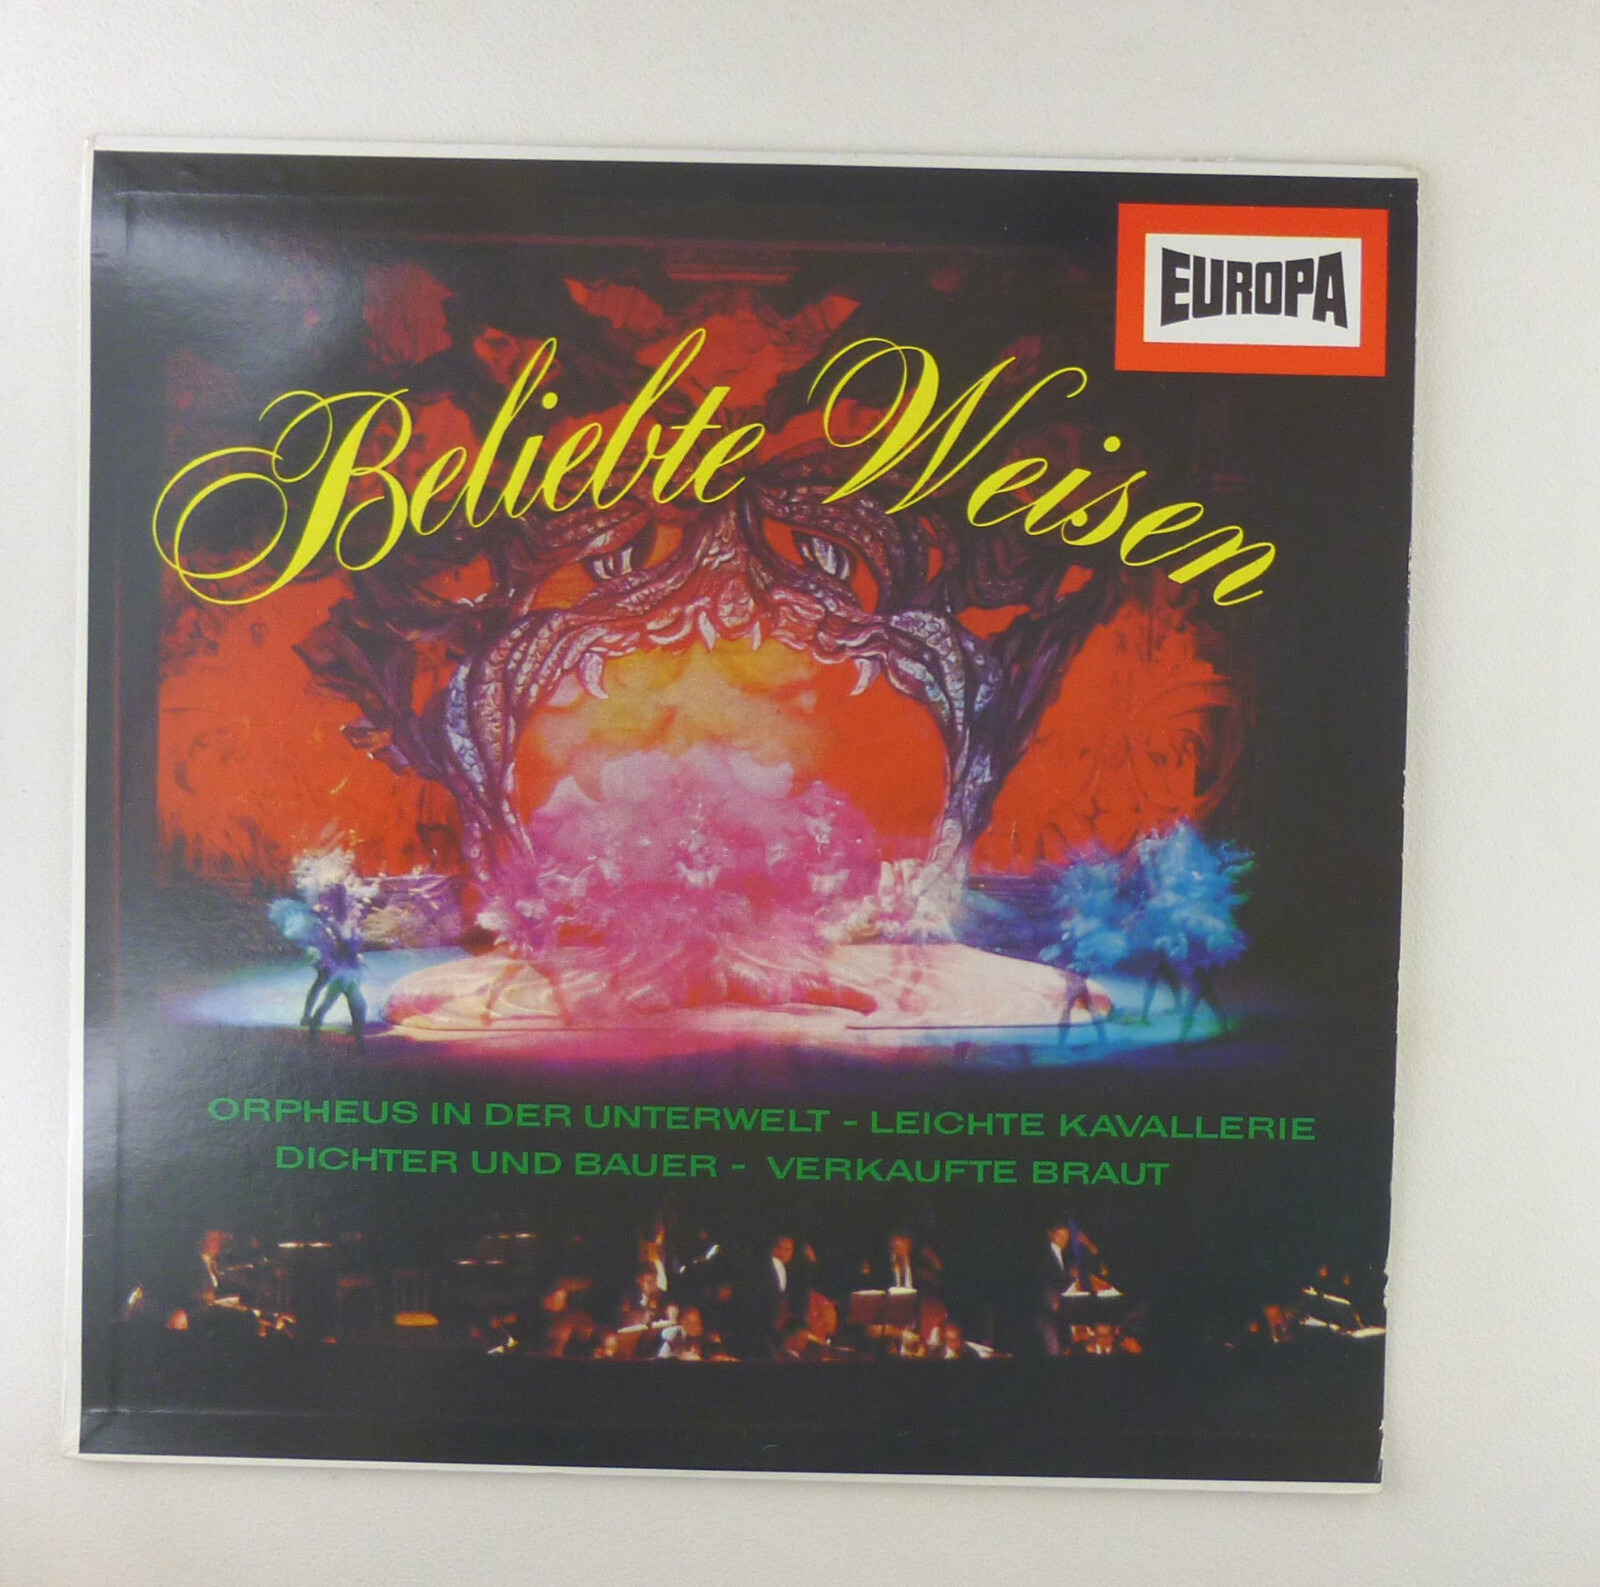 EUROPA
Beliebte Weisen
ORPHEUS IN DER UNTERWELT - LEICHTE KAVALLERIE
DICHTER UND BAUER - VERKAUFTE BRAUT